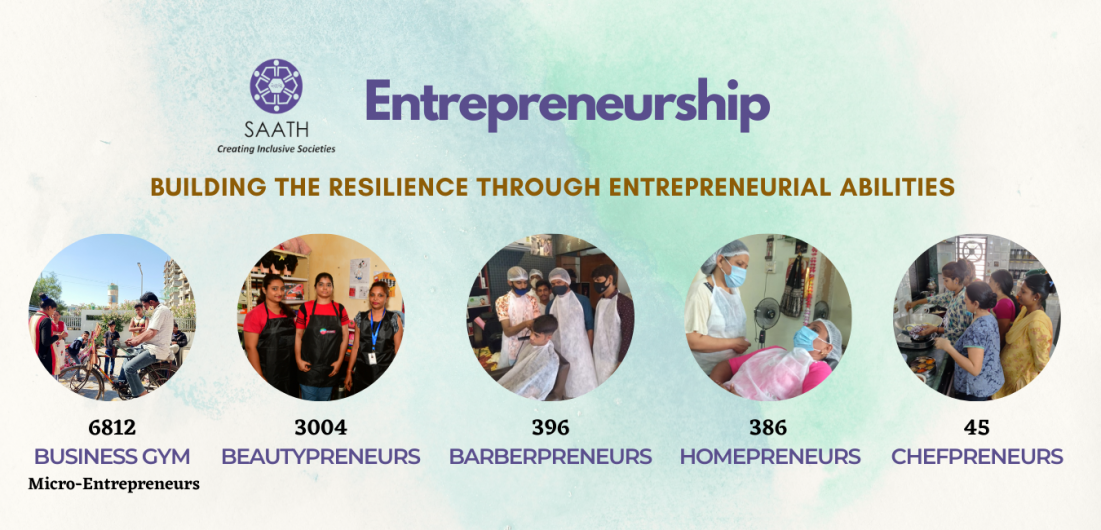 SAATH
Creating Inclusive Societies
Entrepreneurship
BUILDING THE RESILIENCE THROUGH ENTREPRENEURIAL ABILITIES
6812
BUSINESS GYM
Micro-Entrepreneurs
3004
BEAUTYPRENEURS
396
BARBERPRENEURS
386
HOMEPRENEURS
45
CHEFPRENEURS